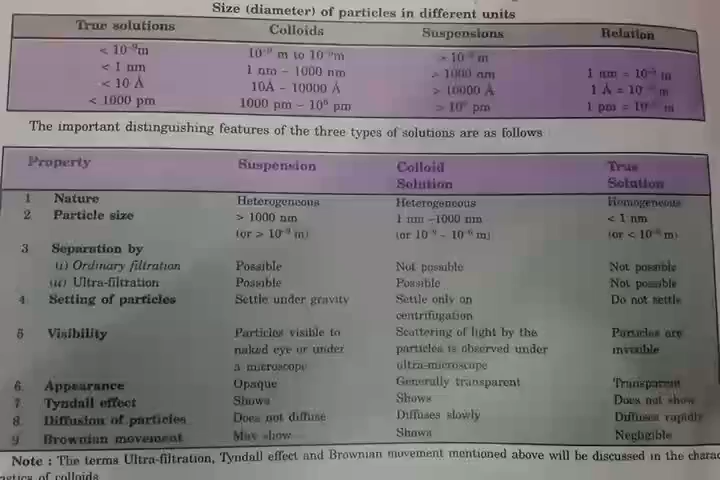 Size (diameter) of particles in different units
True solutions Colloids Suspensions Relation
< 10⁻⁹m 10⁻⁹ m to 10 m > 10 m
< 1 nm 1 nm – 1000 nm > 1000 nm 1 nm = 10⁻⁹ m
< 10 Å 10Å – 10000 Å > 10000 Å 1 Å = 10 m
< 1000 pm 1000 pm – 10⁶ pm > 10⁶ pm 1 pm = 10 m
The important distinguishing features of the three types of solutions are as follows
Property Suspension Colloid True
Solution Solution
1 Nature Heterogeneous Heterogeneous Homogeneous
2 Particle size > 1000 nm 1 nm –1000 nm < 1 nm
(or > 10 m) (or 10⁻⁹ – 10⁻⁶ m) (or < 10 m)
3 Separation by
(i) Ordinary filtration Possible Not possible Not possible
(ii) Ultra-filtration Possible Possible Not possible
4 Setting of particles Settle under gravity Settle only on Do not settle
centrifugation
5 Visibility Particles visible to Scattering of light by the Particles are
naked eye or under particles is observed under invisible
a microscope ultra-microscope
6. Appearance Opaque Generally transparent Transparent
7. Tyndall effect Shows Shows Does not show
8. Diffusion of particles Does not diffuse Diffuses slowly Diffuses rapidly
9 Brownian movement May show Shows Negligible
Note : The terms Ultra-filtration, Tyndall effect and Brownian movement mentioned above will be discussed in the charac
stics of colloids